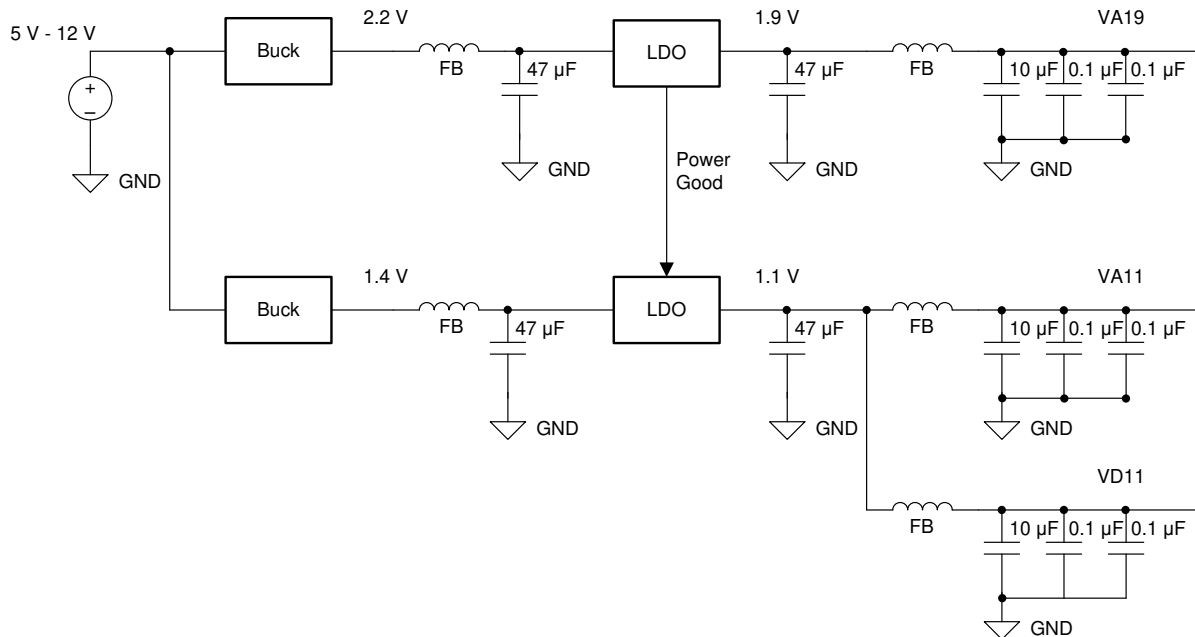 5 V - 12 V
Buck
2.2 V
FB
47 µF
LDO
1.9 V
47 µF
FB
VA19
10 µF
0.1 µF
0.1 µF
+
–
GND
GND
GND
GND
Power
Good
Buck
1.4 V
FB
47 µF
LDO
1.1 V
47 µF
FB
VA11
10 µF
0.1 µF
0.1 µF
GND
GND
GND
VD11
FB
10 µF
0.1 µF
0.1 µF
GND